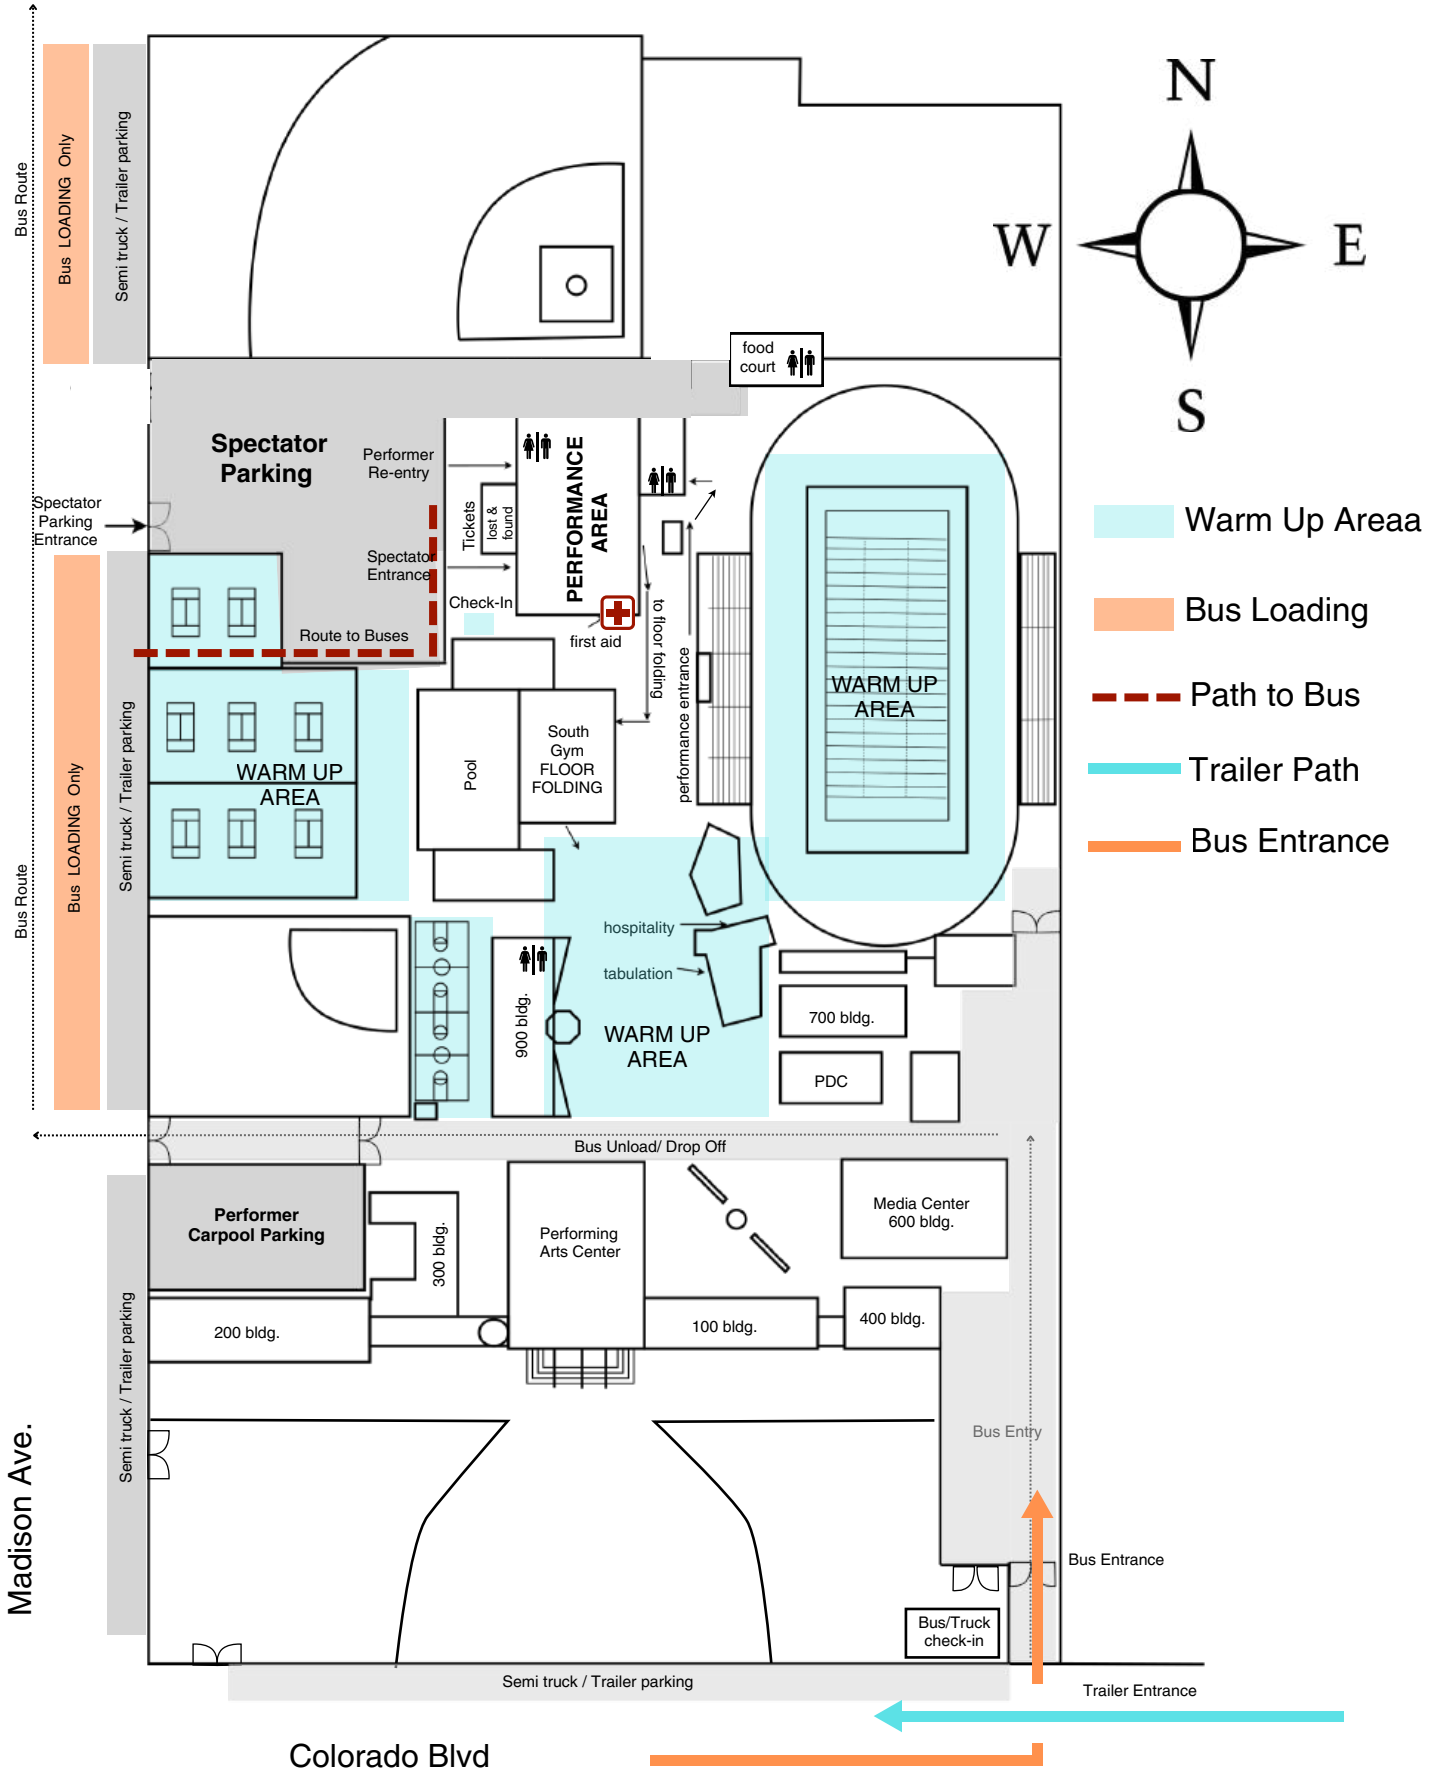 N
W
E
S
Bus Route
Bus LOADING Only
Semi truck / Trailer parking
food
court
Spectator
Parking
Performer
Re-entry
Spectator
Parking
Entrance
Tickets
lost &
found
PERFORMANCE
AREA
Spectator
Entrance
Check-In
first aid
Route to Buses
to floor folding
performance entrance
WARM UP
AREA
Warm Up Areaa
Bus Loading
Path to Bus
Trailer Path
Bus Entrance
Bus Route
Bus LOADING Only
Semi truck / Trailer parking
WARM UP
AREA
Pool
South
Gym
FLOOR
FOLDING
hospitality
tabulation
900 bldg.
WARM UP
AREA
700 bldg.
PDC
Bus Unload/ Drop Off
Performer
Carpool Parking
300 bldg.
Performing
Arts Center
Media Center
600 bldg.
200 bldg.
100 bldg.
400 bldg.
Semi truck / Trailer parking
Madison Ave.
Bus Entry
Bus Entrance
Bus/Truck
check-in
Semi truck / Trailer parking
Trailer Entrance
Colorado Blvd